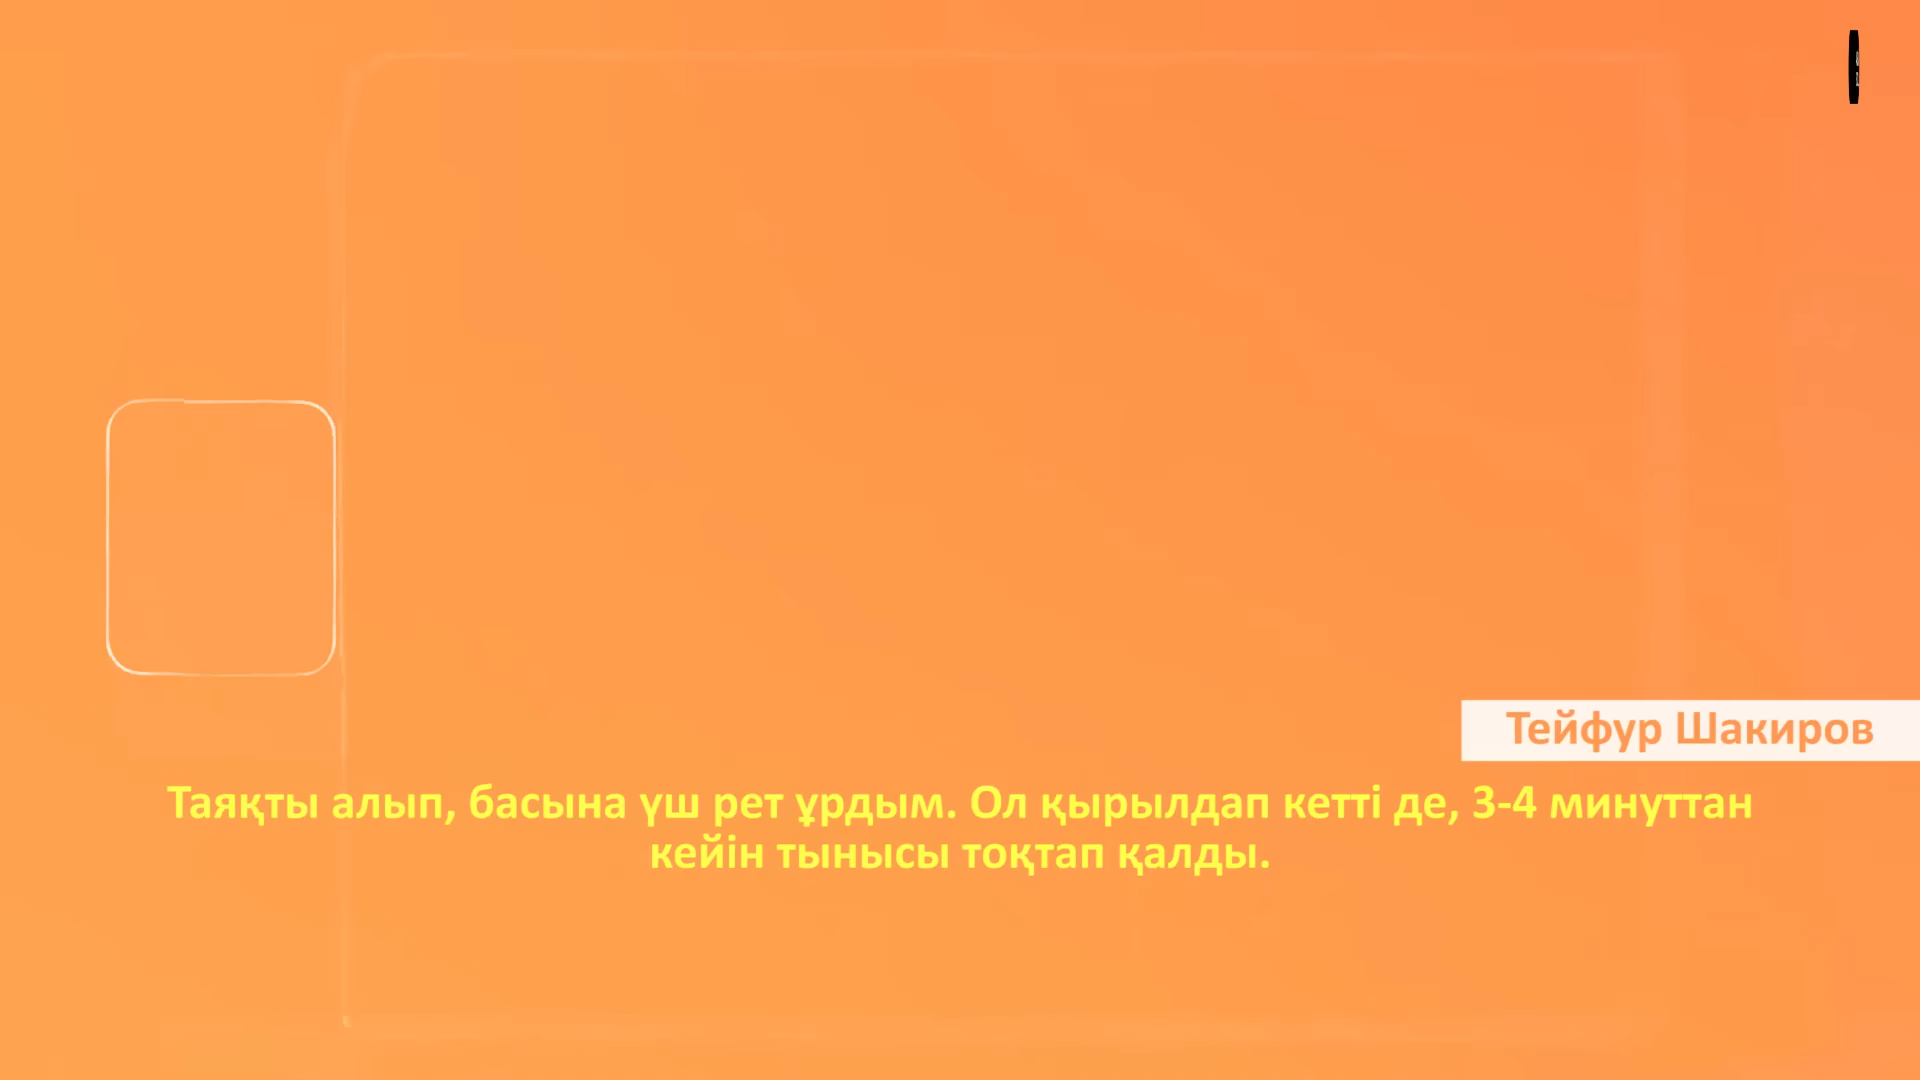 Тейфур Шакиров
Таяқты алып, басына үш рет ұрдым. Ол қырылдап кетті де, 3-4 минуттан
кейін тынысы тоқтап қалды.